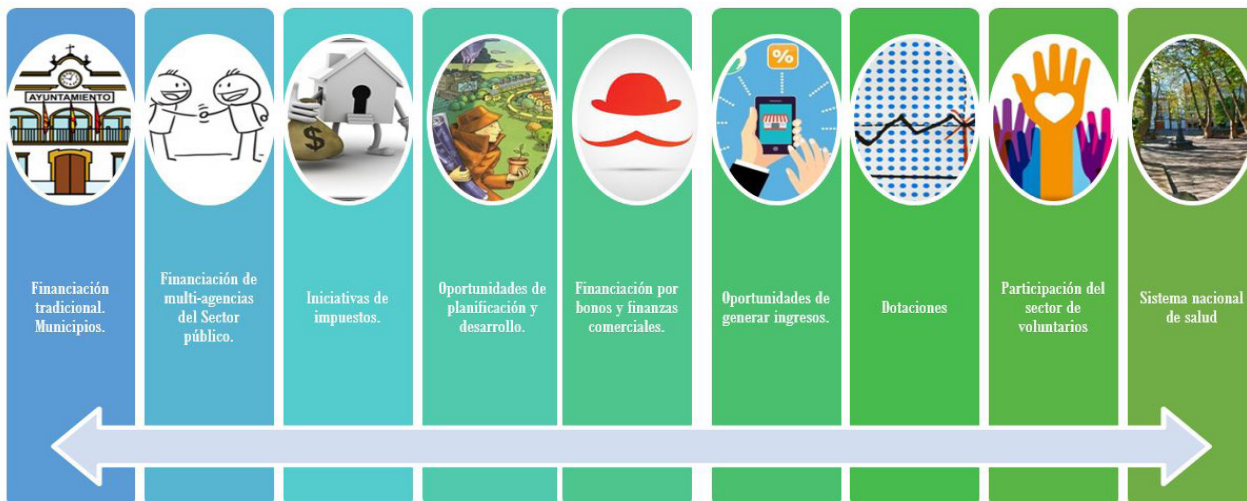 AYUNTAMIENTO
$
%
Financiación
tradicional.
Municipios.
Financiación de
multi-agencias
del Sector
público.
Iniciativas de
impuestos.
Oportunidades de
planificación y
desarrollo.
Financiación por
bonos y finanzas
comerciales.
Oportunidades de
generar ingresos.
Dotaciones
Participación del
sector de
voluntarios
Sistema nacional
de salud